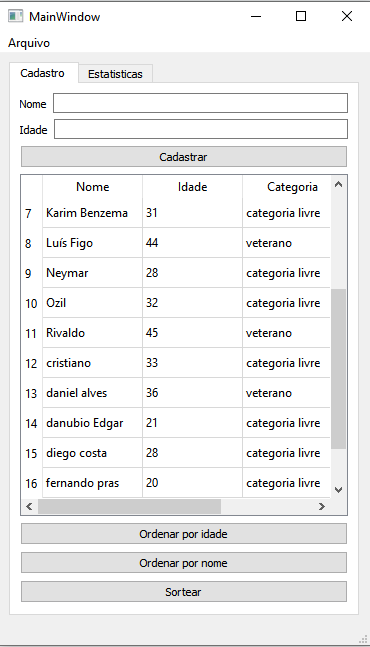 MainWindow
Arquivo
Cadastro Estatisticas
Nome
Idade
Cadastrar
Nome Idade Categoria
7 Karim Benzema 31 categoria livre
8 Luís Figo 44 veterano
9 Neymar 28 categoria livre
10 Ozil 32 categoria livre
11 Rivaldo 45 veterano
12 cristiano 33 categoria livre
13 daniel alves 36 veterano
14 danubio Edgar 21 categoria livre
15 diego costa 28 categoria livre
16 fernando pras 20 categoria livre
Ordenar por idade
Ordenar por nome
Sortear